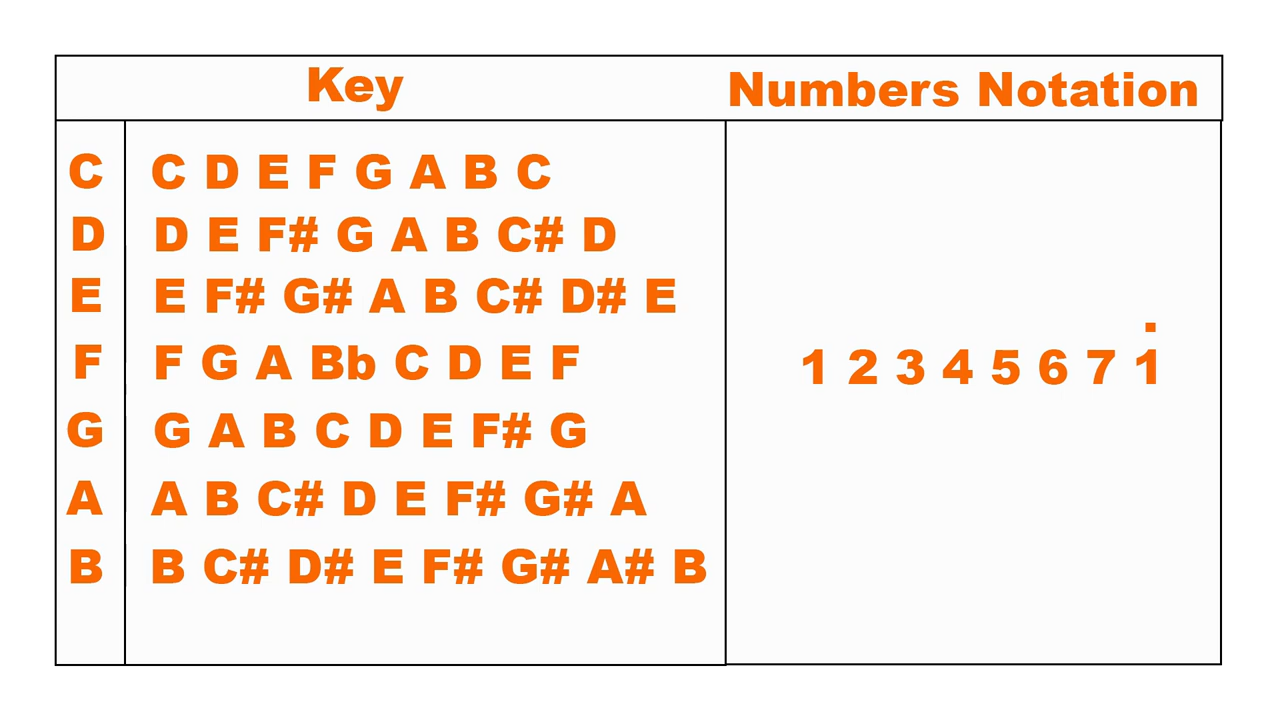 Key Numbers Notation
C C D E F G A B C
D D E F# G A B C# D
E E F# G# A B C# D# E
F F G A Bb C D E F
1 2 3 4 5 6 7 1̇
G G A B C D E F# G
A A B C# D E F# G# A
B B C# D# E F# G# A# B